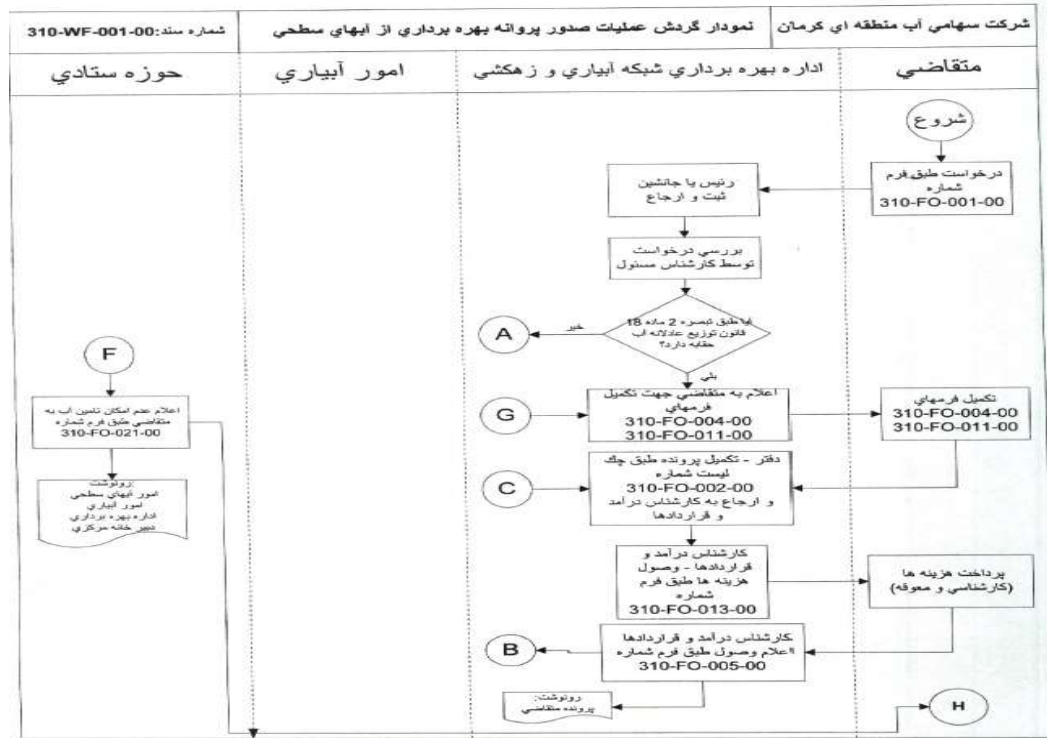 شرکت سهامي آب منطقه اي کرمان
نمودار گردش عمليات صدور پروانه بهره برداري از آبهاي سطحي
شماره سند:310-WF-001-00
متقاضي
اداره بهره برداري شبکه آبياري و زهکشي
امور آبياري
حوزه ستادي
شروع
درخواست طبق فرم
شماره
310-FO-001-00
رئيس يا جانشين
ثبت و ارجاع
بررسي درخواست
توسط کارشناس مسئول
آيا طبق تبصره 2 ماده 18
قانون توزيع عادلانه آب
حقابه دارد؟
خير
A
بلي
F
اعلام عدم امکان تامين آب به
متقاضي طبق فرم شماره
310-FO-021-00
رونوشت:
امور آبهاي سطحي
امور آبياري
اداره بهره برداري
دبير خانه مرکزي
G
اعلام به متقاضي جهت تکميل
فرمهاي
310-FO-004-00
310-FO-011-00
تکميل فرمهاي
310-FO-004-00
310-FO-011-00
C
دفتر - تکميل پرونده طبق چك
ليست شماره
310-FO-002-00
و ارجاع به کارشناس درآمد
و قراردادها
کارشناس درآمد و
قراردادها - وصول
هزينه ها طبق فرم
شماره
310-FO-013-00
پرداخت هزينه ها
(کارشناسي و معوقه)
B
کارشناس درآمد و قراردادها
اعلام وصول طبق فرم شماره
310-FO-005-00
رونوشت:
پرونده متقاضي
H